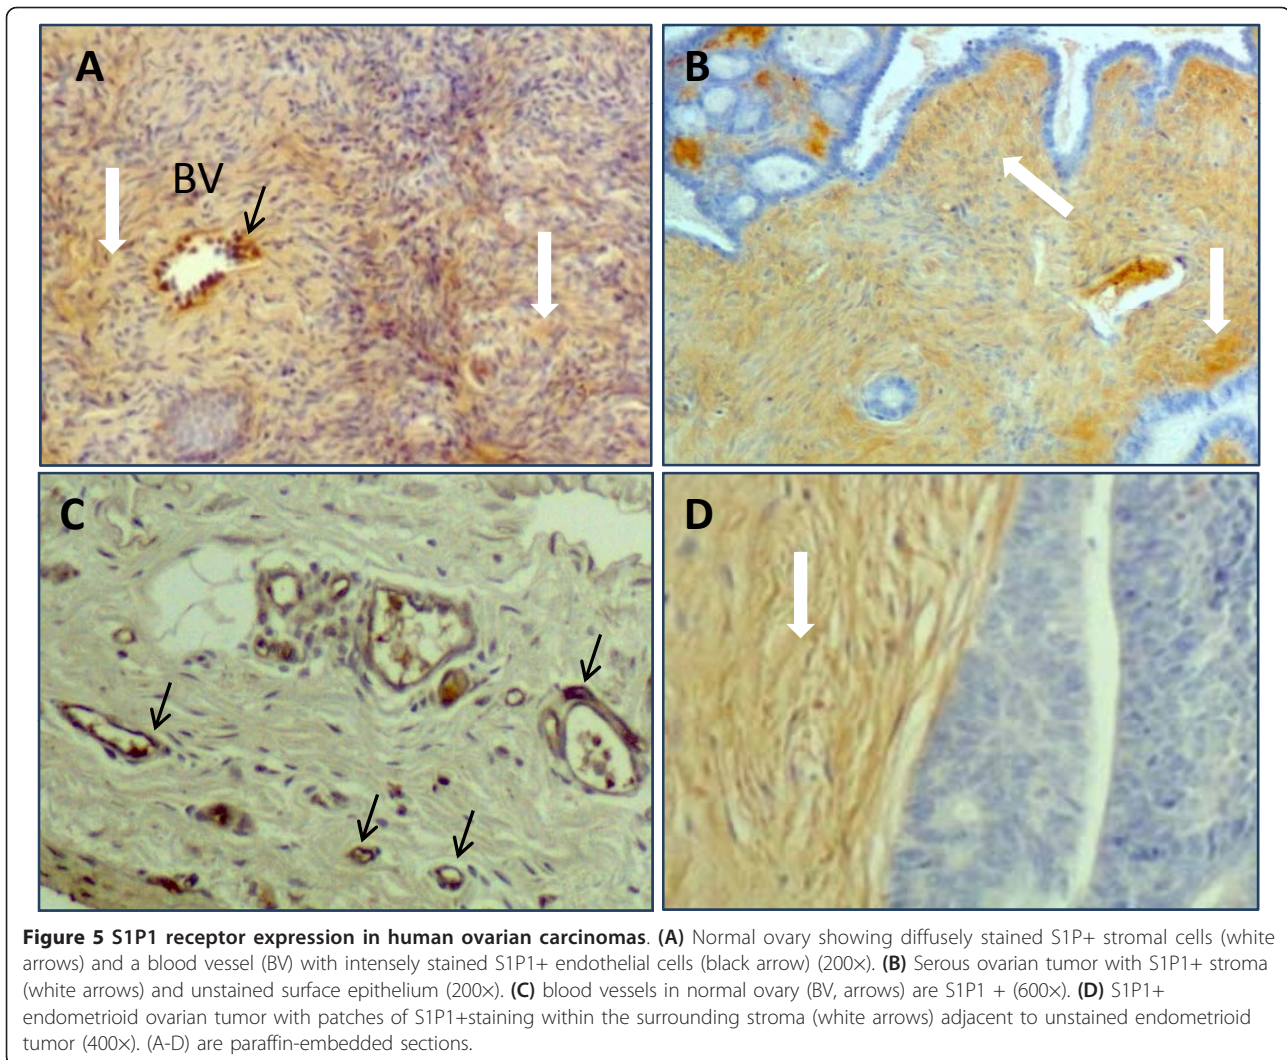 A
BV
B
C
D
Figure 5 S1P1 receptor expression in human ovarian carcinomas. (A) Normal ovary showing diffusely stained S1P+ stromal cells (white
arrows) and a blood vessel (BV) with intensely stained S1P1+ endothelial cells (black arrow) (200×). (B) Serous ovarian tumor with S1P1+ stroma
(white arrows) and unstained surface epithelium (200×). (C) blood vessels in normal ovary (BV, arrows) are S1P1 + (600×). (D) S1P1+
endometrioid ovarian tumor with patches of S1P1+staining within the surrounding stroma (white arrows) adjacent to unstained endometrioid
tumor (400×). (A-D) are paraffin-embedded sections.